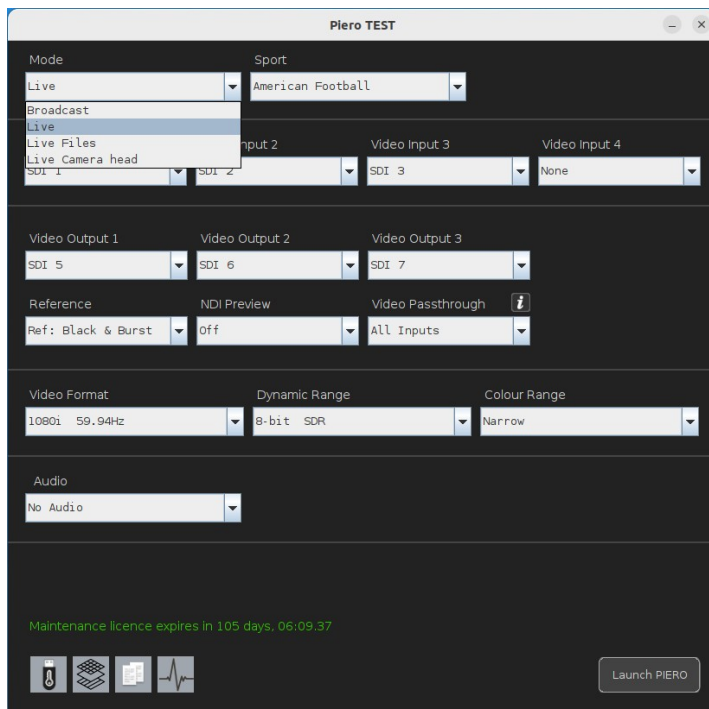 Piero TEST
Mode Sport
Live American Football
Broadcast
Live
Live Files
Live Camera head
nput 2 Video Input 3 Video Input 4
SDI 1 SDI 2 SDI 3 None
Video Output 1 Video Output 2 Video Output 3
SDI 5 SDI 6 SDI 7
Reference NDI Preview Video Passthrough i
Ref: Black & Burst Off All Inputs
Video Format Dynamic Range Colour Range
1080i 59.94Hz 8-bit SDR Narrow
Audio
No Audio
Maintenance licence expires in 105 days, 06:09.37
Launch PIERO